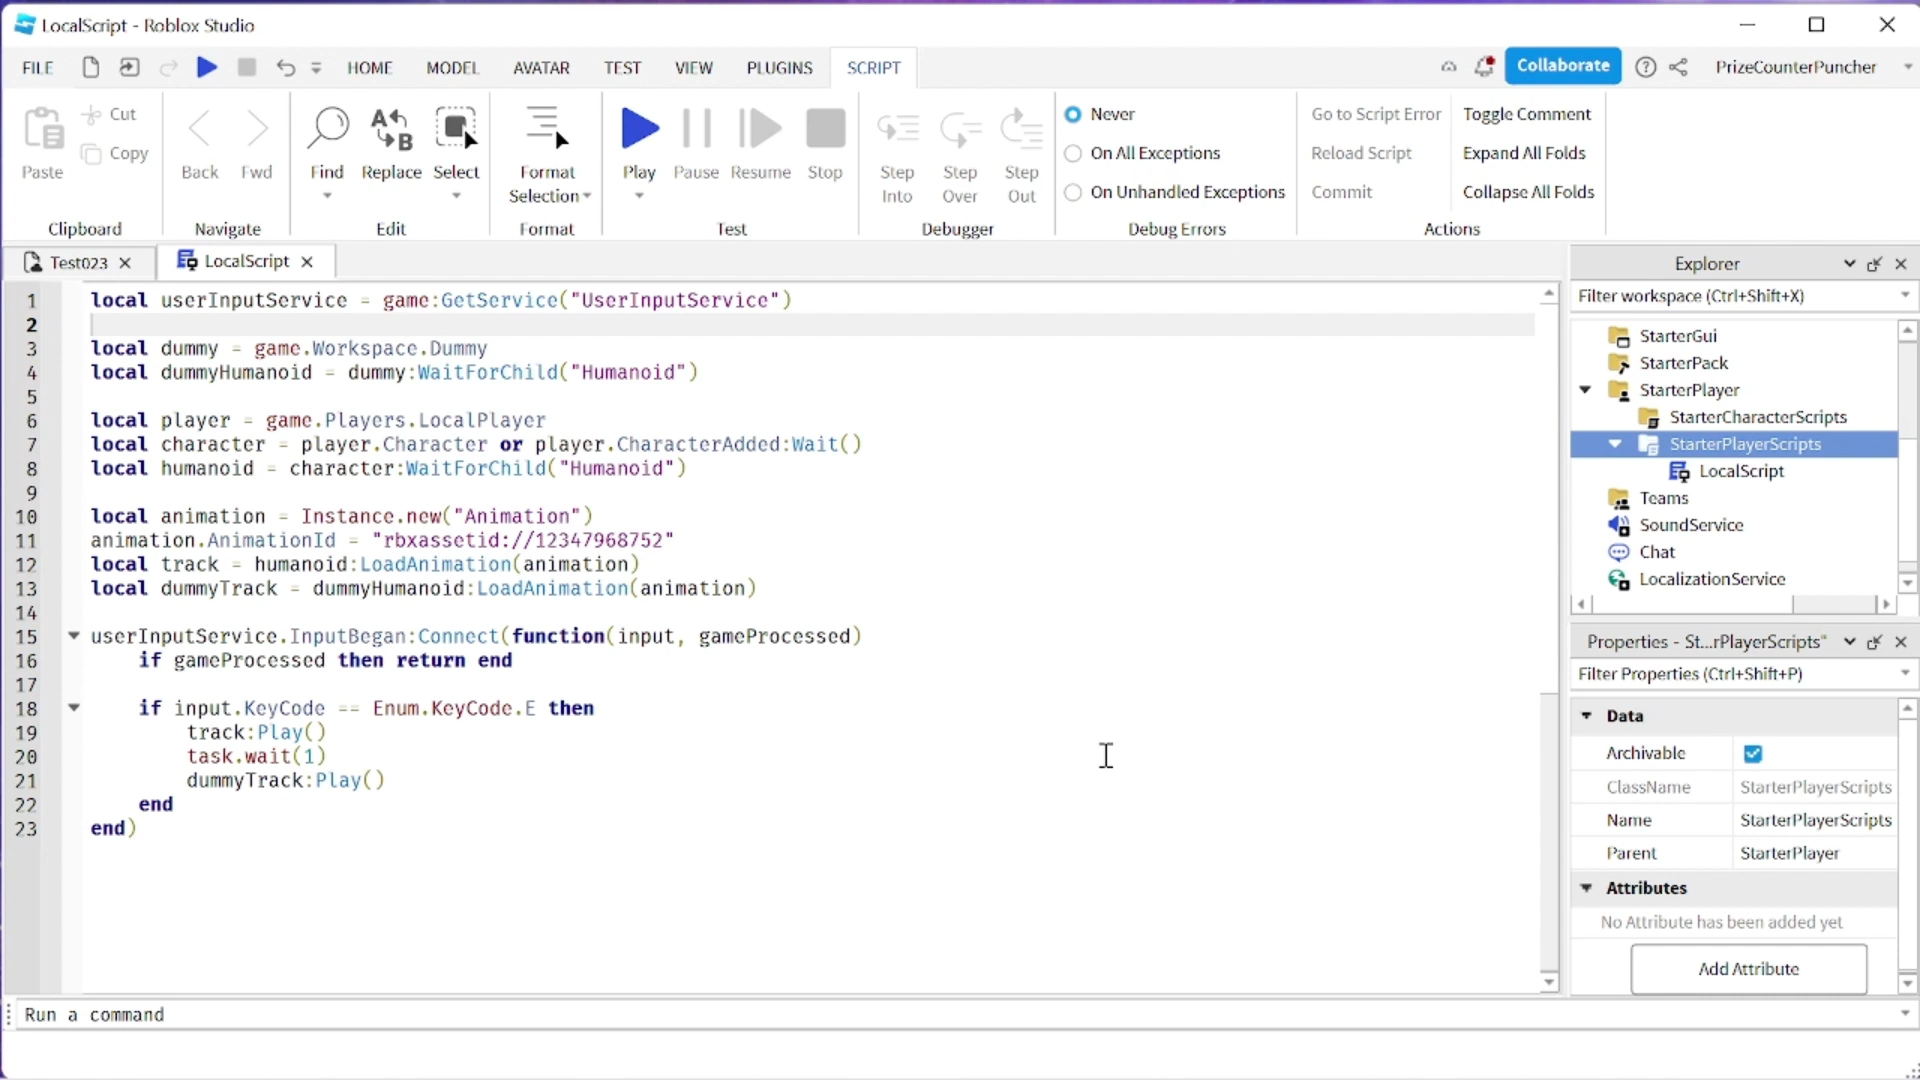 LocalScript - Roblox Studio
FILE HOME MODEL AVATAR TEST VIEW PLUGINS SCRIPT Collaborate PrizeCounterPuncher
Paste
Cut
Copy
Clipboard
Back
Fwd
Navigate
Find
Replace
Select
Edit
Format
Selection
Format
Play
Pause
Resume
Stop
Test
Step
Into
Step
Over
Step
Out
Debugger
Never
On All Exceptions
On Unhandled Exceptions
Debug Errors
Go to Script Error
Reload Script
Commit
Toggle Comment
Expand All Folds
Collapse All Folds
Actions
Test023
LocalScript
1 local userInputService = game:GetService("UserInputService")
2
3 local dummy = game.Workspace.Dummy
4 local dummyHumanoid = dummy:WaitForChild("Humanoid")
5
6 local player = game.Players.LocalPlayer
7 local character = player.Character or player.CharacterAdded:Wait()
8 local humanoid = character:WaitForChild("Humanoid")
9
10 local animation = Instance.new("Animation")
11 animation.AnimationId = "rbxassetid://12347968752"
12 local track = humanoid:LoadAnimation(animation)
13 local dummyTrack = dummyHumanoid:LoadAnimation(animation)
14
15 userInputService.InputBegan:Connect(function(input, gameProcessed)
16 if gameProcessed then return end
17
18 if input.KeyCode == Enum.KeyCode.E then
19 track:Play()
20 task.wait(1)
21 dummyTrack:Play()
22 end
23 end)
Explorer
Filter workspace (Ctrl+Shift+X)
StarterGui
StarterPack
StarterPlayer
StarterCharacterScripts
StarterPlayerScripts
LocalScript
Teams
SoundService
Chat
LocalizationService
Properties - St...rPlayerScripts"
Filter Properties (Ctrl+Shift+P)
Data
Archivable
ClassName StarterPlayerScripts
Name StarterPlayerScripts
Parent StarterPlayer
Attributes
No Attribute has been added yet
Add Attribute
Run a command